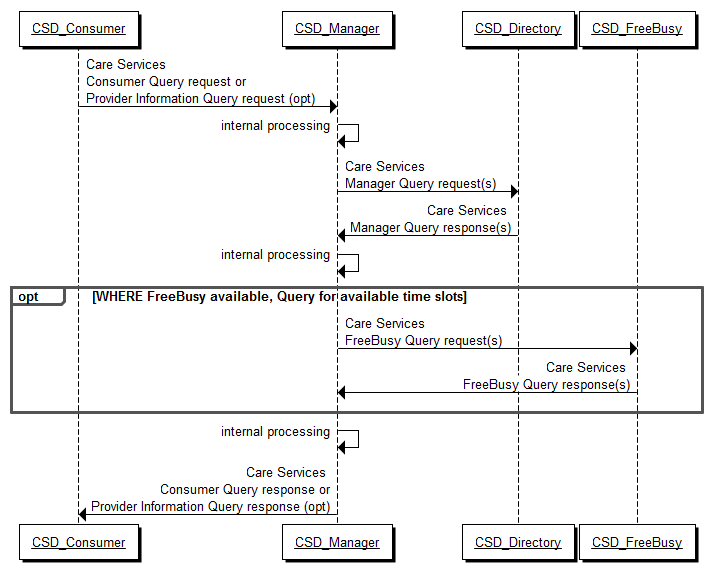 CSD_Consumer
CSD_Manager
CSD_Directory
CSD_FreeBusy
Care Services
Consumer Query request or
Provider Information Query request (opt)
internal processing
Care Services
Manager Query request(s)
Care Services
Manager Query response(s)
internal processing
opt
[WHERE FreeBusy available, Query for available time slots]
Care Services
FreeBusy Query request(s)
Care Services
FreeBusy Query response(s)
internal processing
Care Services
Consumer Query response or
Provider Information Query response (opt)
CSD_Consumer
CSD_Manager
CSD_Directory
CSD_FreeBusy